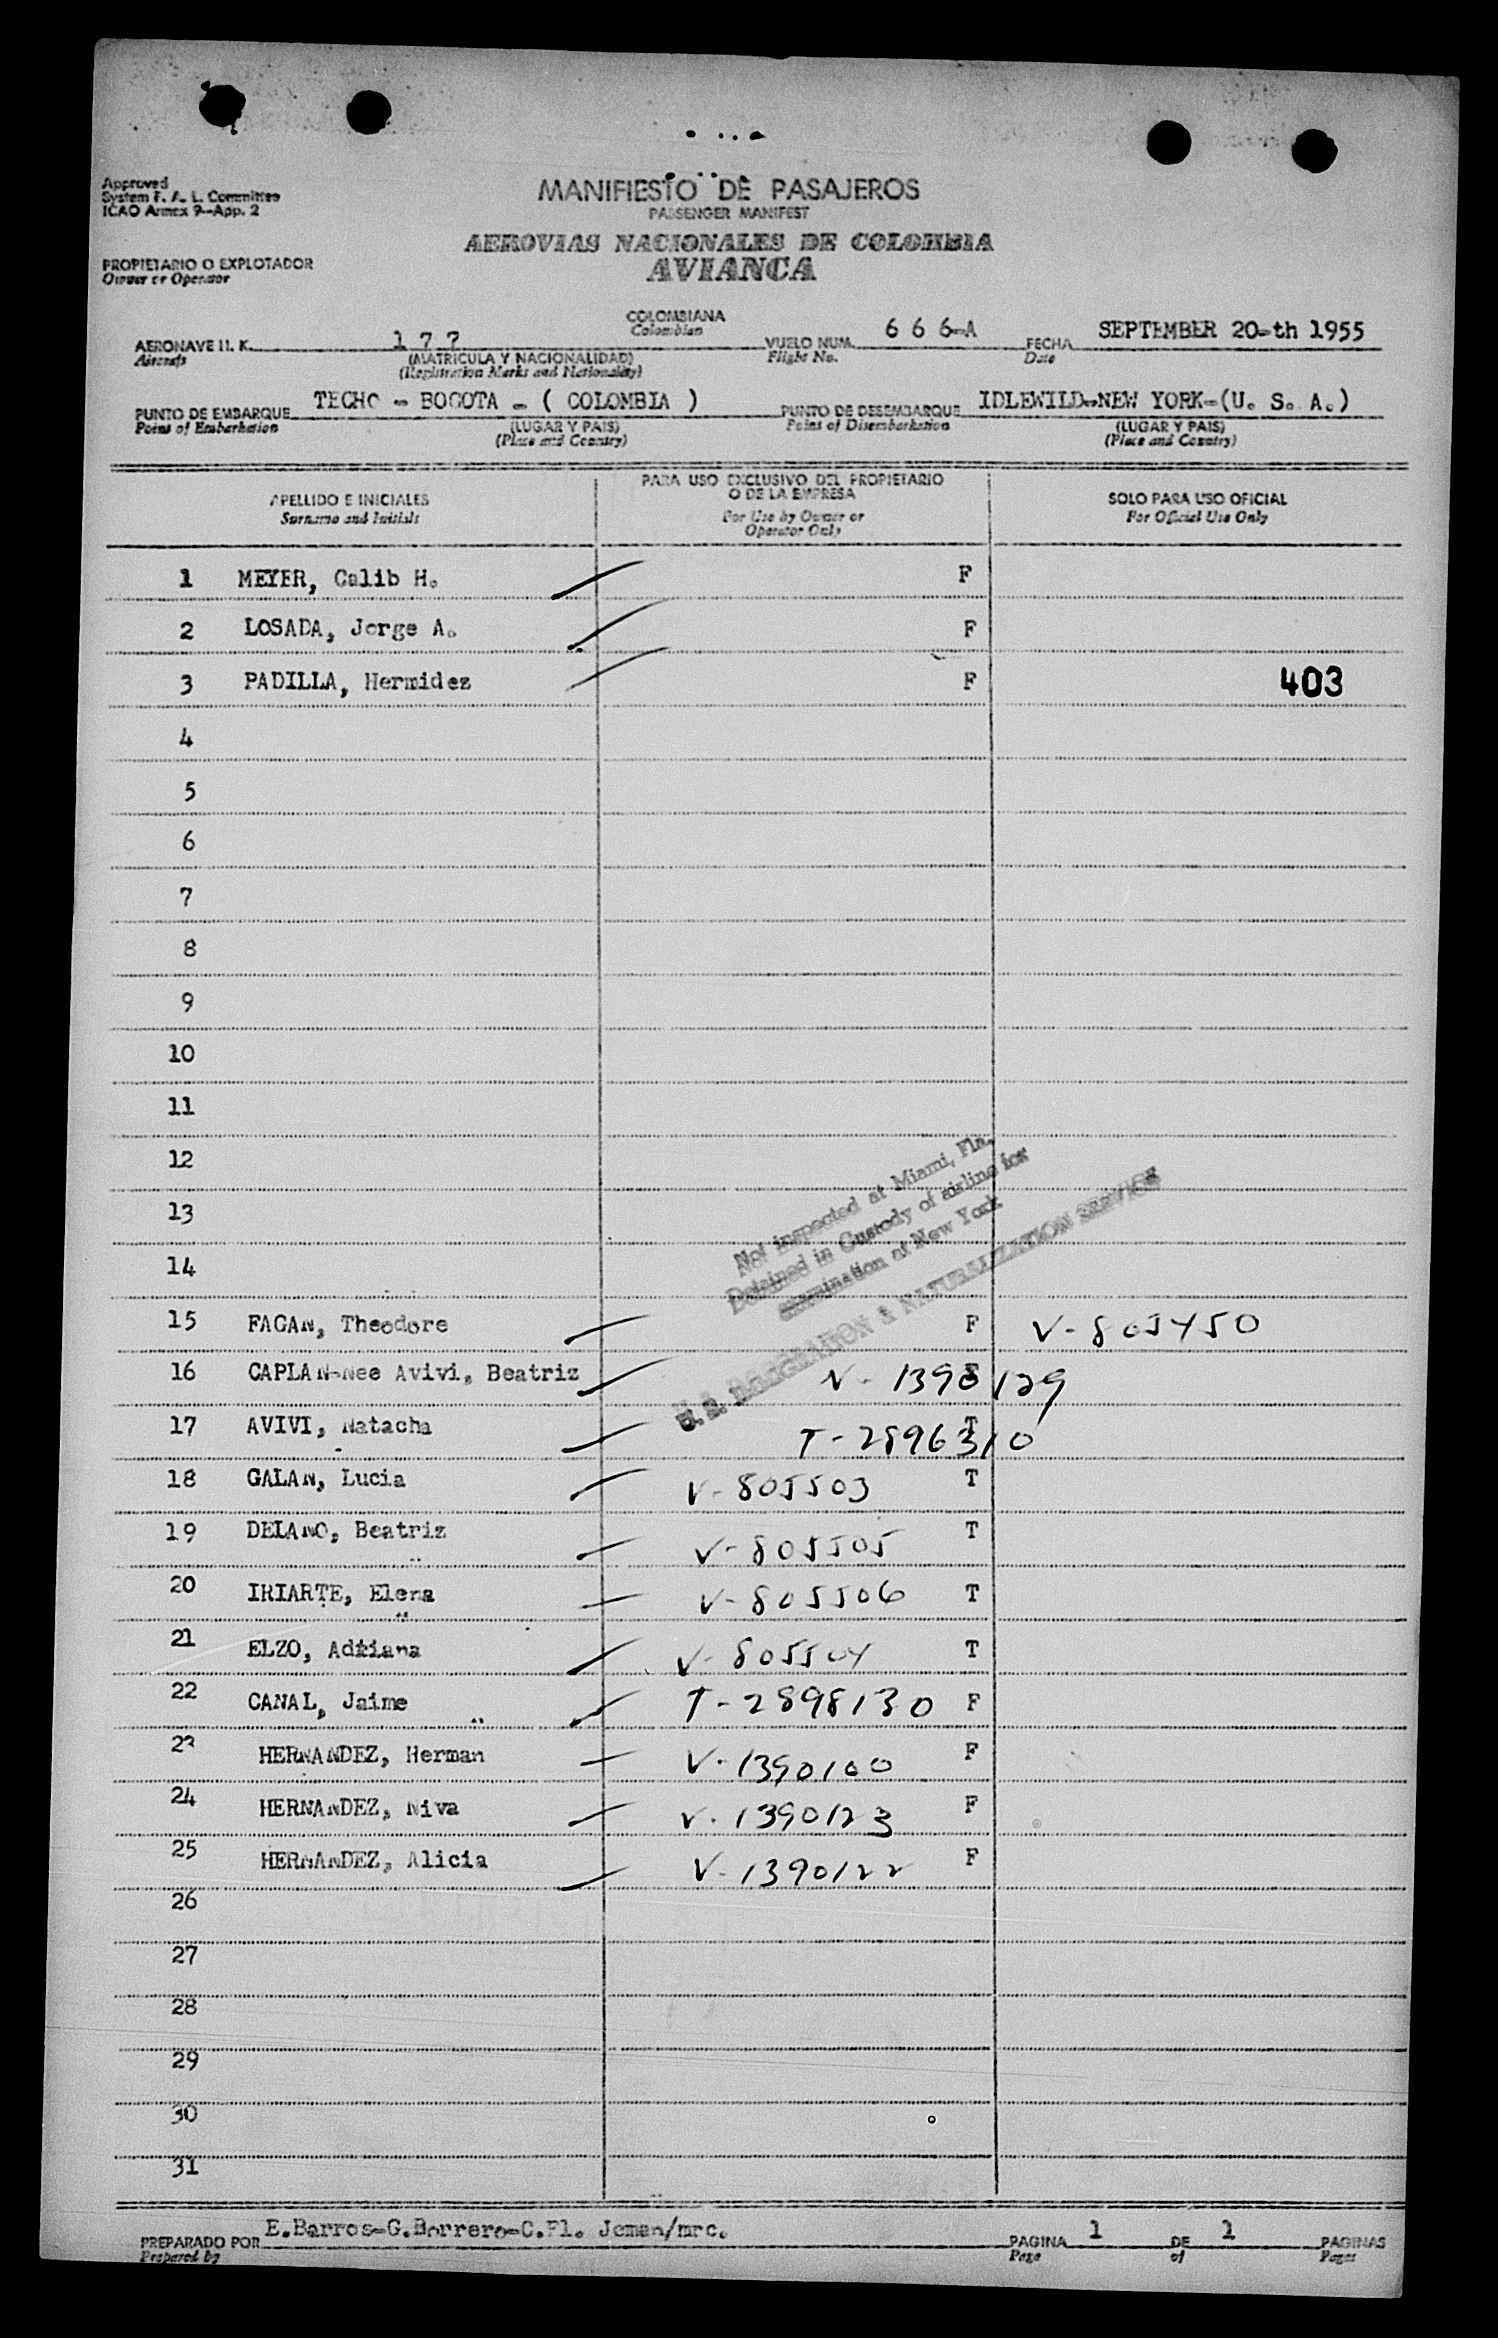 Approved
System F. A. L. Committee
ICAO Annex 9-App. 2
MANIFIESTO DE PASAJEROS
PASSENGER MANIFEST
AEROVIAS NACIONALES DE COLOMBIA
AVIANCA
PROPIETARIO O EXPLOTADOR
Owner or Operator
COLOMBIANA
Colombian
AERONAVE H. K. 177 VUELO NUM. 6 6 6-A FECHA SEPTEMBER 20-th 1955
Aircraft (MATRICULA Y NACIONALIDAD) Flight No. Date
(Registration Marks and Nationality)
PUNTO DE EMBARQUE TECHO - BOGOTA - ( COLOMBIA ) PUNTO DE DESEMBARQUE IDLEWILD-NEW YORK-(U. S. A.)
Point of Embarkation (LUGAR Y PAIS) Point of Disembarkation (LUGAR Y PAIS)
(Place and Country) (Place and Country)
APELLIDO E INICIALES
Surname and Initials
PARA USO EXCLUSIVO DEL PROPIETARIO
O DE LA EMPRESA
For Use by Owner or
Operator Only
SOLO PARA USO OFICIAL
For Official Use Only
1 MEYER, Calib H. F
2 LOSADA, Jorge A. F
3 PADILLA, Hermidez F 403
4
5
6
7
8
9
10
11
12
13
14
Not inspected at Miami, Fla.
Detained in Custody of airline for
examination at New York
U. S. IMMIGRATION & NATURALIZATION SERVICE
15 FAGAN, Theodore F V-805450
16 CAPLAN-Nee Avivi, Beatriz V-1390129
17 AVIVI, Natacha T T-2896310
18 GALAN, Lucia V-805503 T
19 DELANO, Beatriz V-805505 T
20 IRIARTE, Elena V-805506 T
21 ELZO, Adriana V-805504 T
22 CANAL, Jaime T-2898130 F
23 HERNANDEZ, Herman V-1390100 F
24 HERNANDEZ, Niva V-1390123 F
25 HERNANDEZ, Alicia V-1390122 F
26
27
28
29
30
31
PREPARADO POR E.Barros-G.Borrero-C.Pl. Jeman/mrc. PAGINA 1 DE 1 PAGINAS
Prepared by Page of Pages